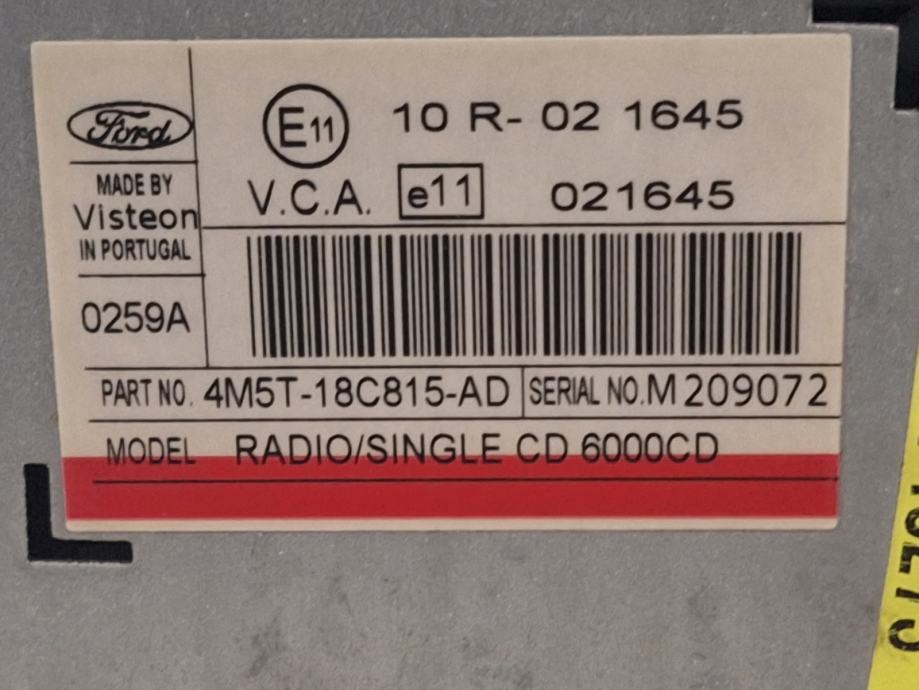 Ford
MADE BY
Visteon
IN PORTUGAL
0259A
E11 10 R- 02 1645
V.C.A. e11 021645
PART NO. 4M5T-18C815-AD SERIAL NO. M 209072
MODEL RADIO/SINGLE CD 6000CD